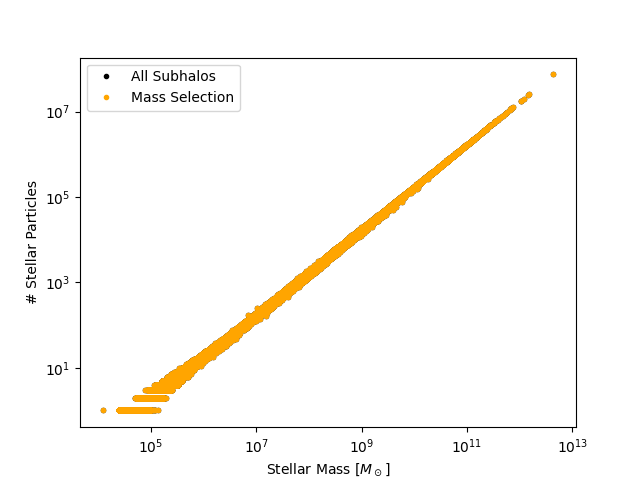 All Subhalos
Mass Selection
# Stellar Particles
10^7
10^5
10^3
10^1
10^5 10^7 10^9 10^11 10^13
Stellar Mass [M_⊙]